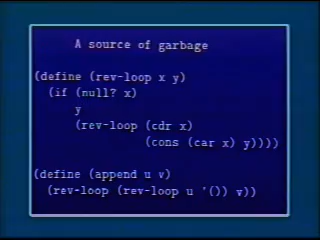 A source of garbage
(define (rev-loop x y)
(if (null? x)
y
(rev-loop (cdr x)
(cons (car x) y))))
(define (append u v)
(rev-loop (rev-loop u '()) v))